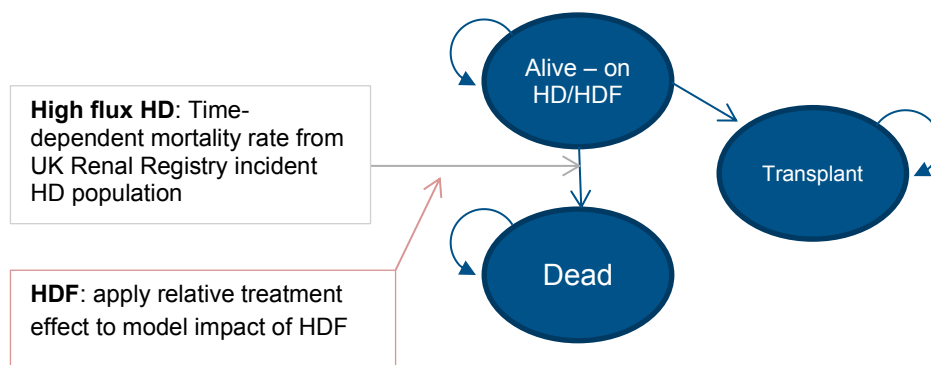 Alive – on
HD/HDF
High flux HD: Time-
dependent mortality rate from
UK Renal Registry incident
HD population
Transplant
Dead
HDF: apply relative treatment
effect to model impact of HDF